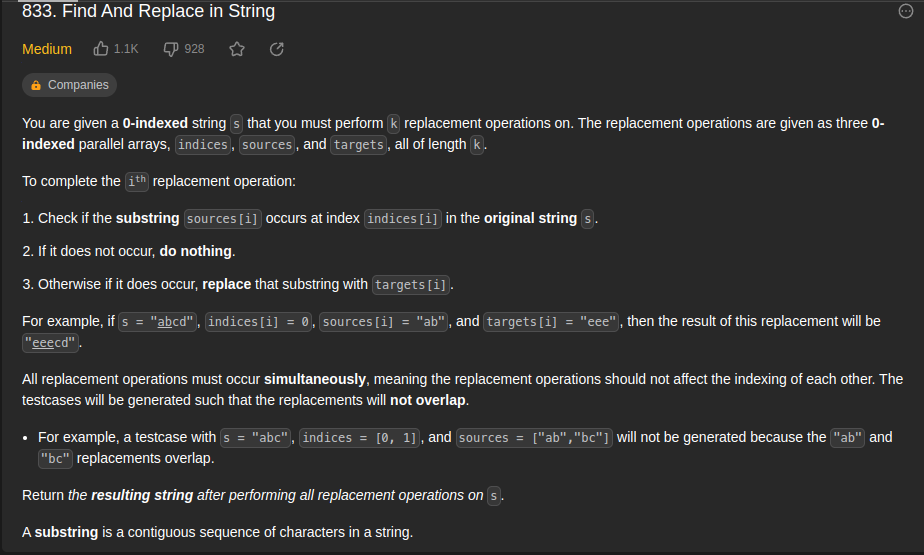 833. Find And Replace in String
Medium 1.1K 928
Companies
You are given a 0-indexed string s that you must perform k replacement operations on. The replacement operations are given as three 0-
indexed parallel arrays, indices, sources, and targets, all of length k.
To complete the ith replacement operation:
1. Check if the substring sources[i] occurs at index indices[i] in the original string s.
2. If it does not occur, do nothing.
3. Otherwise if it does occur, replace that substring with targets[i].
For example, if s = "abcd", indices[i] = 0, sources[i] = "ab", and targets[i] = "eee", then the result of this replacement will be
"eeecd".
All replacement operations must occur simultaneously, meaning the replacement operations should not affect the indexing of each other. The
testcases will be generated such that the replacements will not overlap.
• For example, a testcase with s = "abc", indices = [0, 1], and sources = ["ab","bc"] will not be generated because the "ab" and
"bc" replacements overlap.
Return the resulting string after performing all replacement operations on s.
A substring is a contiguous sequence of characters in a string.